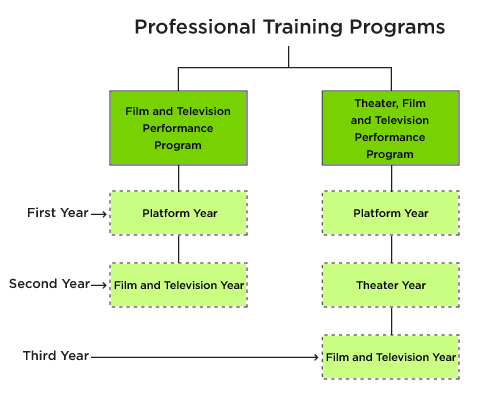 Professional Training Programs
Film and Television
Performance
Program
Theater, Film
and Television
Performance
Program
First Year
Platform Year
Platform Year
Second Year
Film and Television Year
Theater Year
Third Year
Film and Television Year